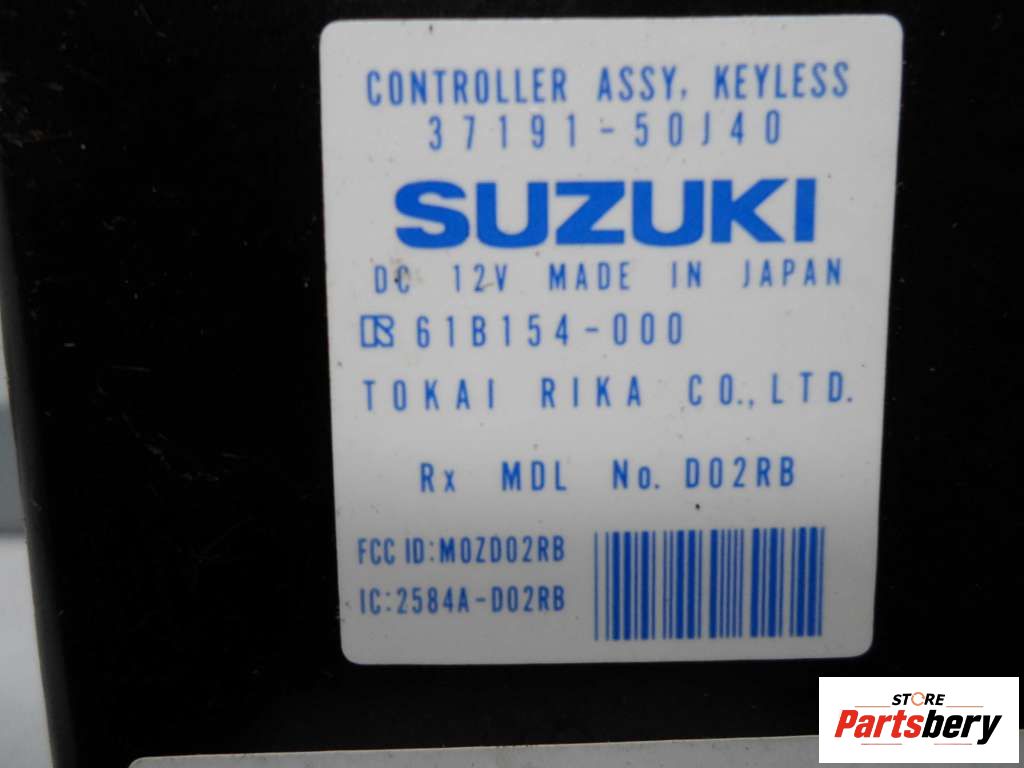 CONTROLLER ASSY, KEYLESS
37191-50J40
SUZUKI
DC 12V MADE IN JAPAN
61B154-000
TOKAI RIKA CO., LTD.
Rx MDL No. D02RB
FCC ID:MOZD02RB
IC:2584A-D02RB
STORE
Partsbery